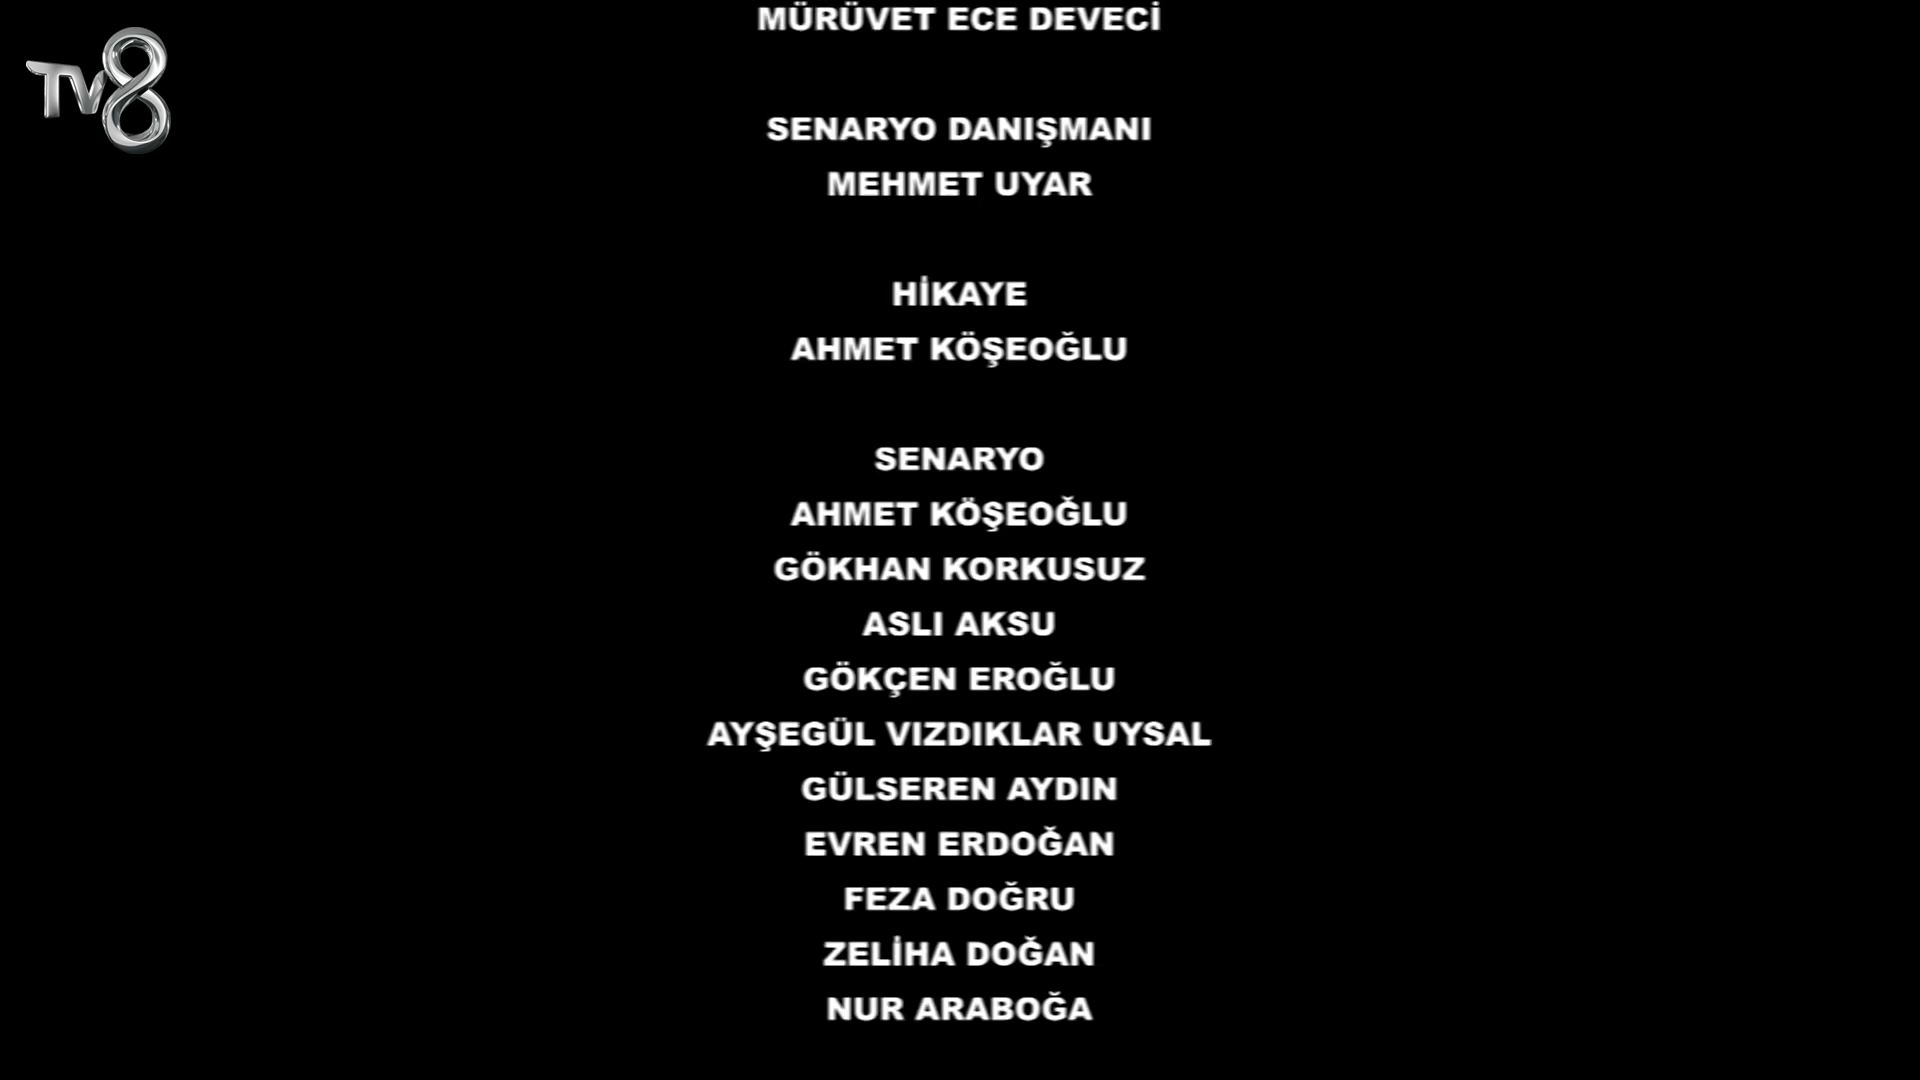 MÜRÜVET ECE DEVECİ
TV8
SENARYO DANIŞMANI
MEHMET UYAR
HİKAYE
AHMET KÖŞEOĞLU
SENARYO
AHMET KÖŞEOĞLU
GÖKHAN KORKUSUZ
ASLI AKSU
GÖKÇEN EROĞLU
AYŞEGÜL VIZDIKLAR UYSAL
GÜLSEREN AYDIN
EVREN ERDOĞAN
FEZA DOĞRU
ZELİHA DOĞAN
NUR ARABOĞA